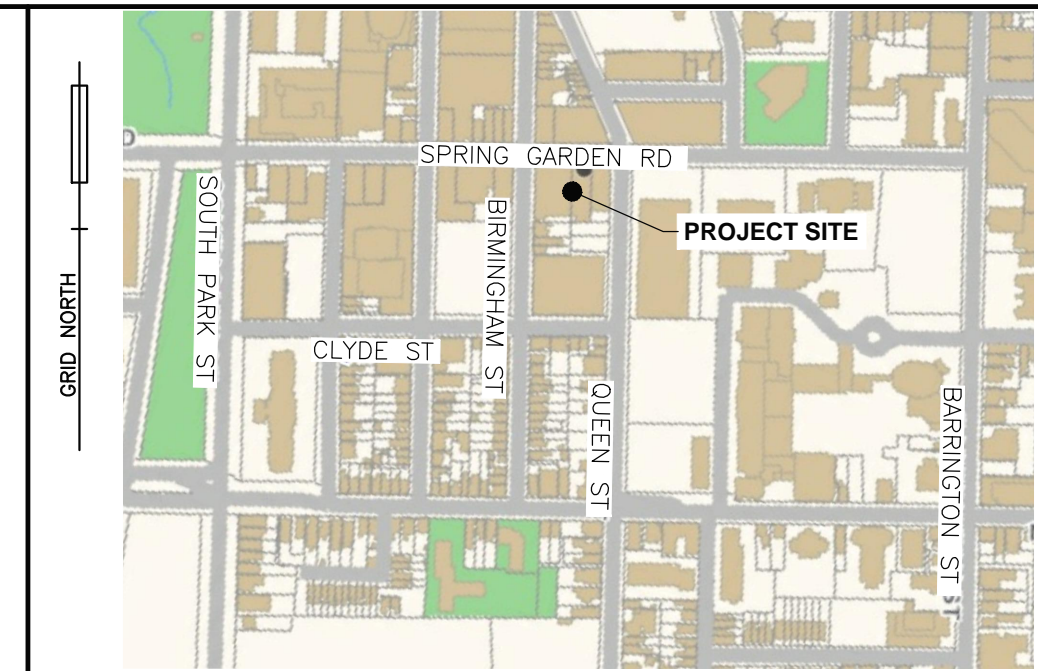 GRID NORTH
SPRING GARDEN RD
SOUTH PARK ST
BIRMINGHAM ST
PROJECT SITE
CLYDE ST
QUEEN ST
BARRINGTON ST